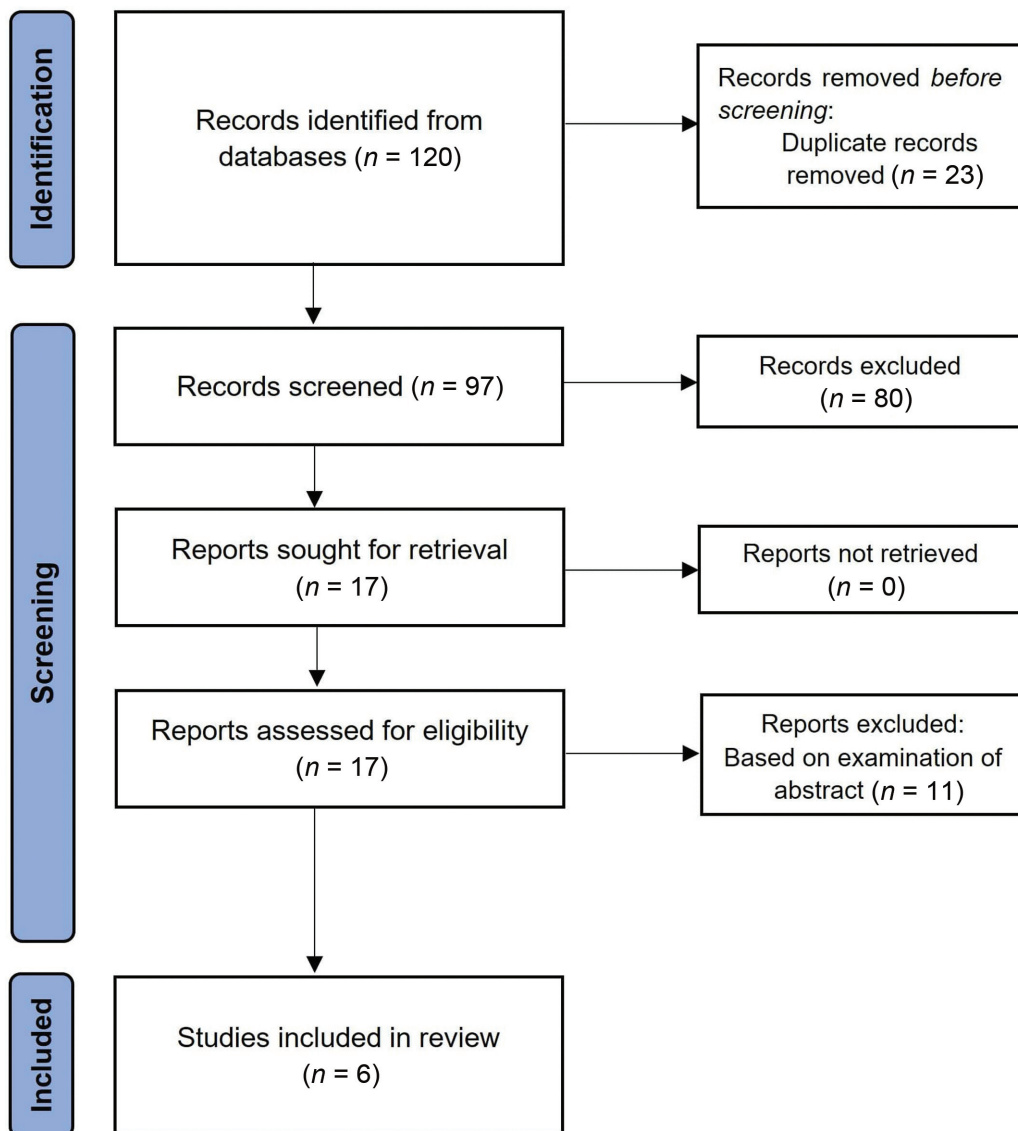 Identification
Records identified from
databases (n = 120)
Records removed before
screening:
Duplicate records
removed (n = 23)
Screening
Records screened (n = 97)
Records excluded
(n = 80)
Reports sought for retrieval
(n = 17)
Reports not retrieved
(n = 0)
Reports assessed for eligibility
(n = 17)
Reports excluded:
Based on examination of
abstract (n = 11)
Included
Studies included in review
(n = 6)